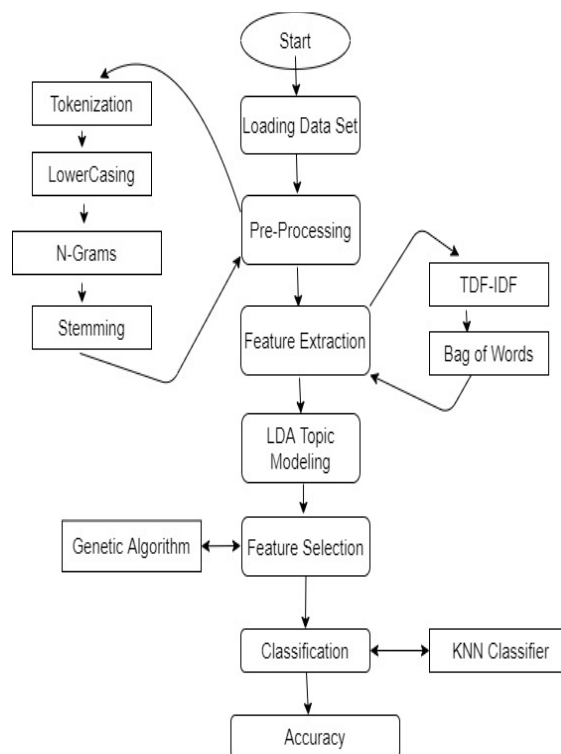 Start
Tokenization
Loading Data Set
LowerCasing
Pre-Processing
N-Grams
TDF-IDF
Stemming
Feature Extraction
Bag of Words
LDA Topic
Modeling
Genetic Algorithm
Feature Selection
Classification
KNN Classifier
Accuracy